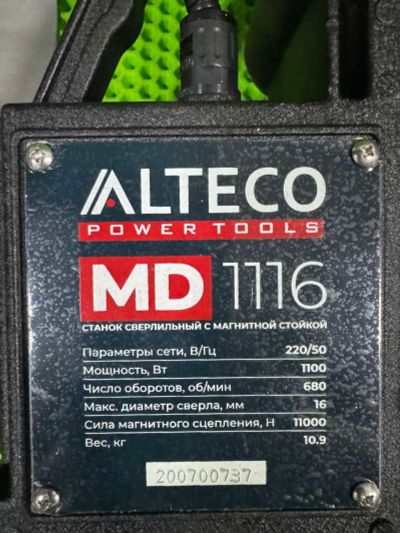 ALTECO
POWER TOOLS
MD 1116
СТАНОК СВЕРЛИЛЬНЫЙ С МАГНИТНОЙ СТОЙКОЙ
Параметры сети, В/Гц 220/50
Мощность, Вт 1100
Число оборотов, об/мин 680
Макс. диаметр сверла, мм 16
Сила магнитного сцепления, Н 11000
Вес, кг 10.9
200700737